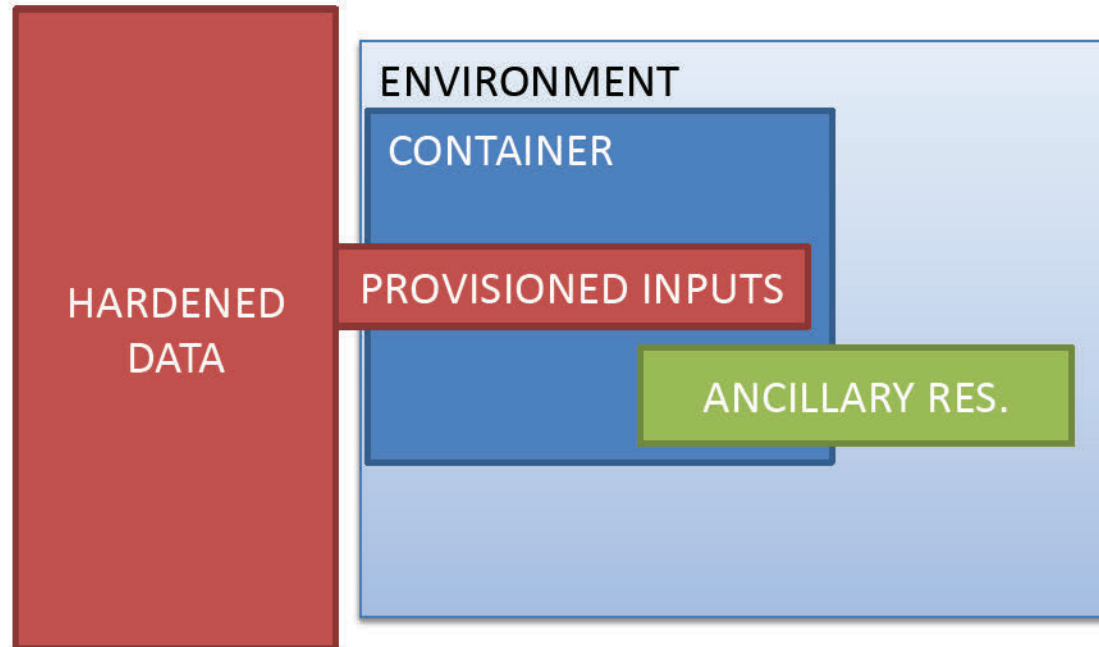 ENVIRONMENT
CONTAINER
PROVISIONED INPUTS
HARDENED
DATA
ANCILLARY RES.